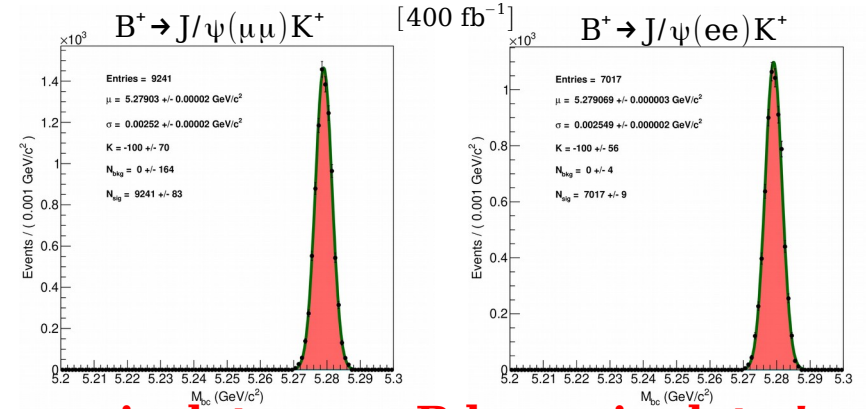 B⁺→J/ψ(μμ)K⁺
[400 fb⁻¹]
B⁺→J/ψ(ee)K⁺
×10³
Entries = 9241
μ = 5.27903 +/- 0.00002 GeV/c²
σ = 0.00252 +/- 0.00002 GeV/c²
K = -100 +/- 70
N_bkg = 0 +/- 164
N_sig = 9241 +/- 83
Events / ( 0.001 GeV/c² )
1.4
1.2
1
0.8
0.6
0.4
0.2
0
5.2 5.21 5.22 5.23 5.24 5.25 5.26 5.27 5.28 5.29 5.3
M_bc (GeV/c²)
×10³
Entries = 7017
μ = 5.279069 +/- 0.000003 GeV/c²
σ = 0.002549 +/- 0.000002 GeV/c²
K = -100 +/- 56
N_bkg = 0 +/- 4
N_sig = 7017 +/- 9
Events / ( 0.001 GeV/c² )
1
0.8
0.6
0.4
0.2
0
5.2 5.21 5.22 5.23 5.24 5.25 5.26 5.27 5.28 5.29 5.3
M_bc (GeV/c²)